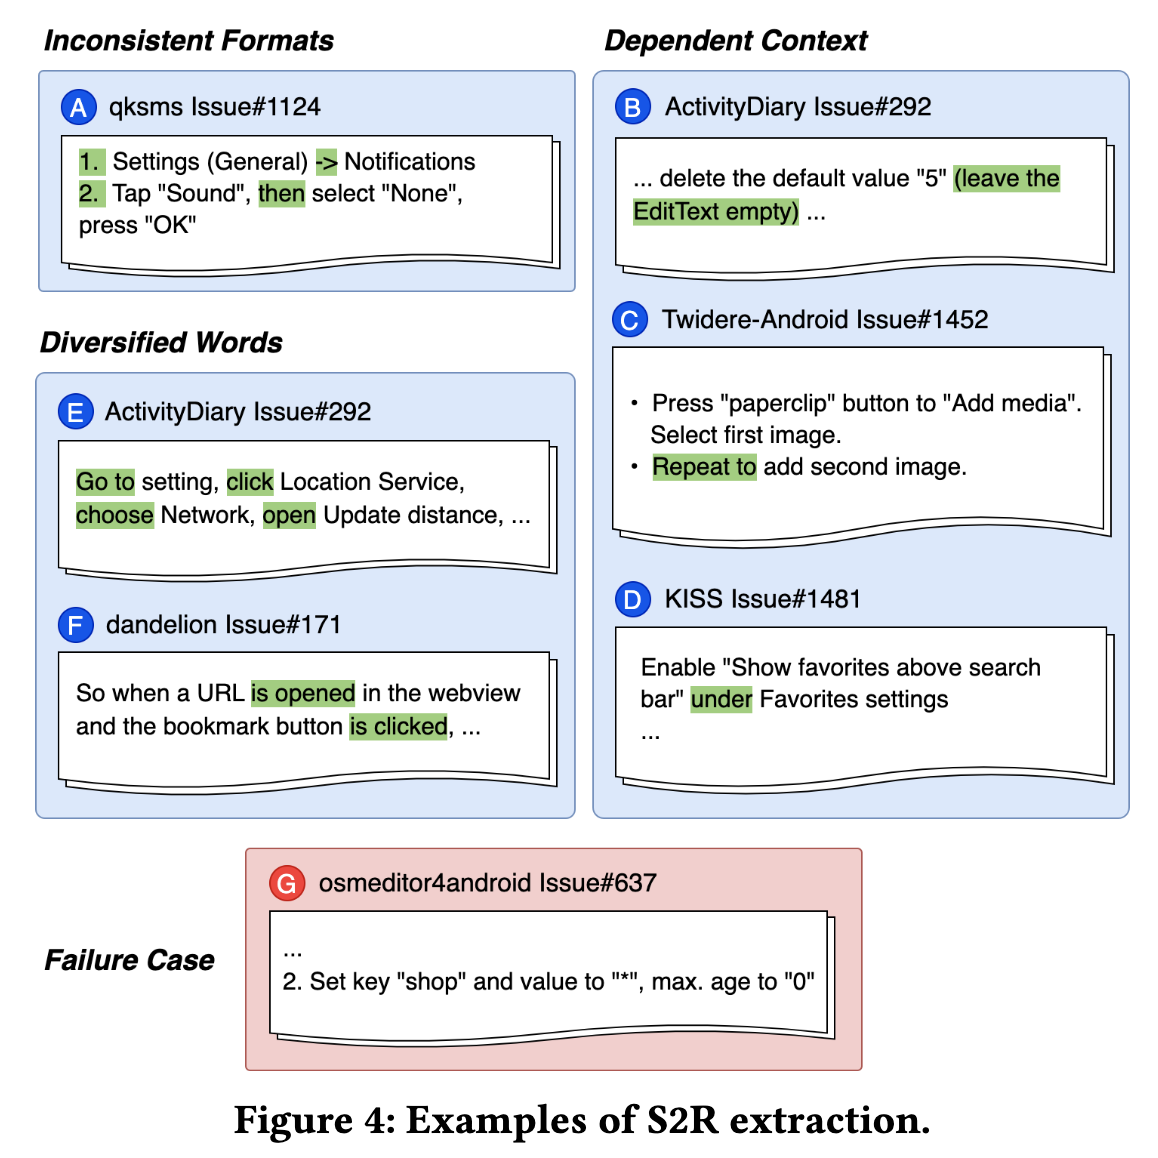 Inconsistent Formats
A qksms Issue#1124
1. Settings (General) -> Notifications
2. Tap "Sound", then select "None",
press "OK"
Diversified Words
E ActivityDiary Issue#292
Go to setting, click Location Service,
choose Network, open Update distance, ...
F dandelion Issue#171
So when a URL is opened in the webview
and the bookmark button is clicked, ...
Dependent Context
B ActivityDiary Issue#292
... delete the default value "5" (leave the
EditText empty) ...
C Twidere-Android Issue#1452
• Press "paperclip" button to "Add media".
Select first image.
• Repeat to add second image.
D KISS Issue#1481
Enable "Show favorites above search
bar" under Favorites settings
...
Failure Case
G osmeditor4android Issue#637
...
2. Set key "shop" and value to "*", max. age to "0"
Figure 4: Examples of S2R extraction.